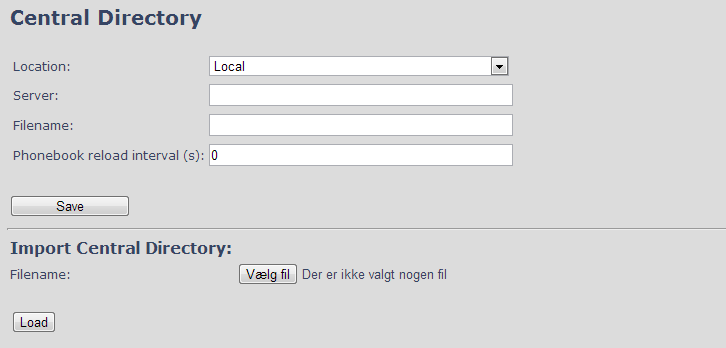 Central Directory
Location: Local
Server:
Filename:
Phonebook reload interval (s): 0
Save
Import Central Directory:
Filename: Vælg fil Der er ikke valgt nogen fil
Load